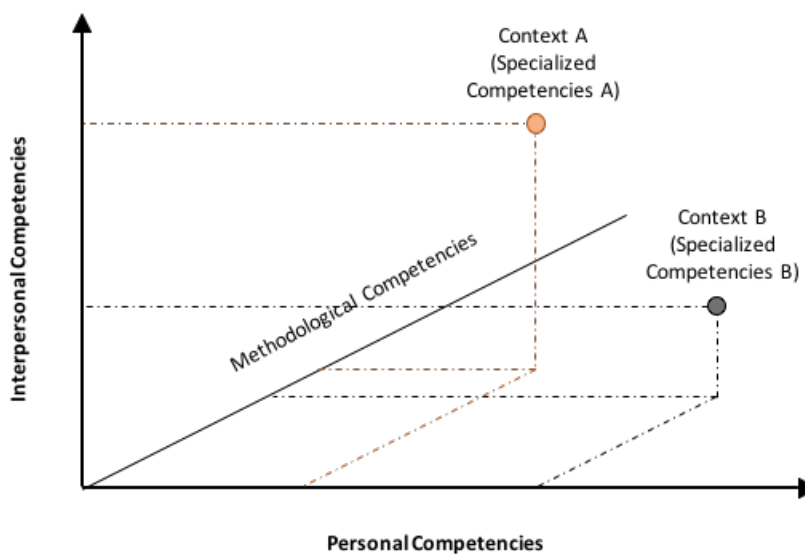 Context A
(Specialized
Competencies A)
Interpersonal Competencies
Methodological Competencies
Context B
(Specialized
Competencies B)
Personal Competencies